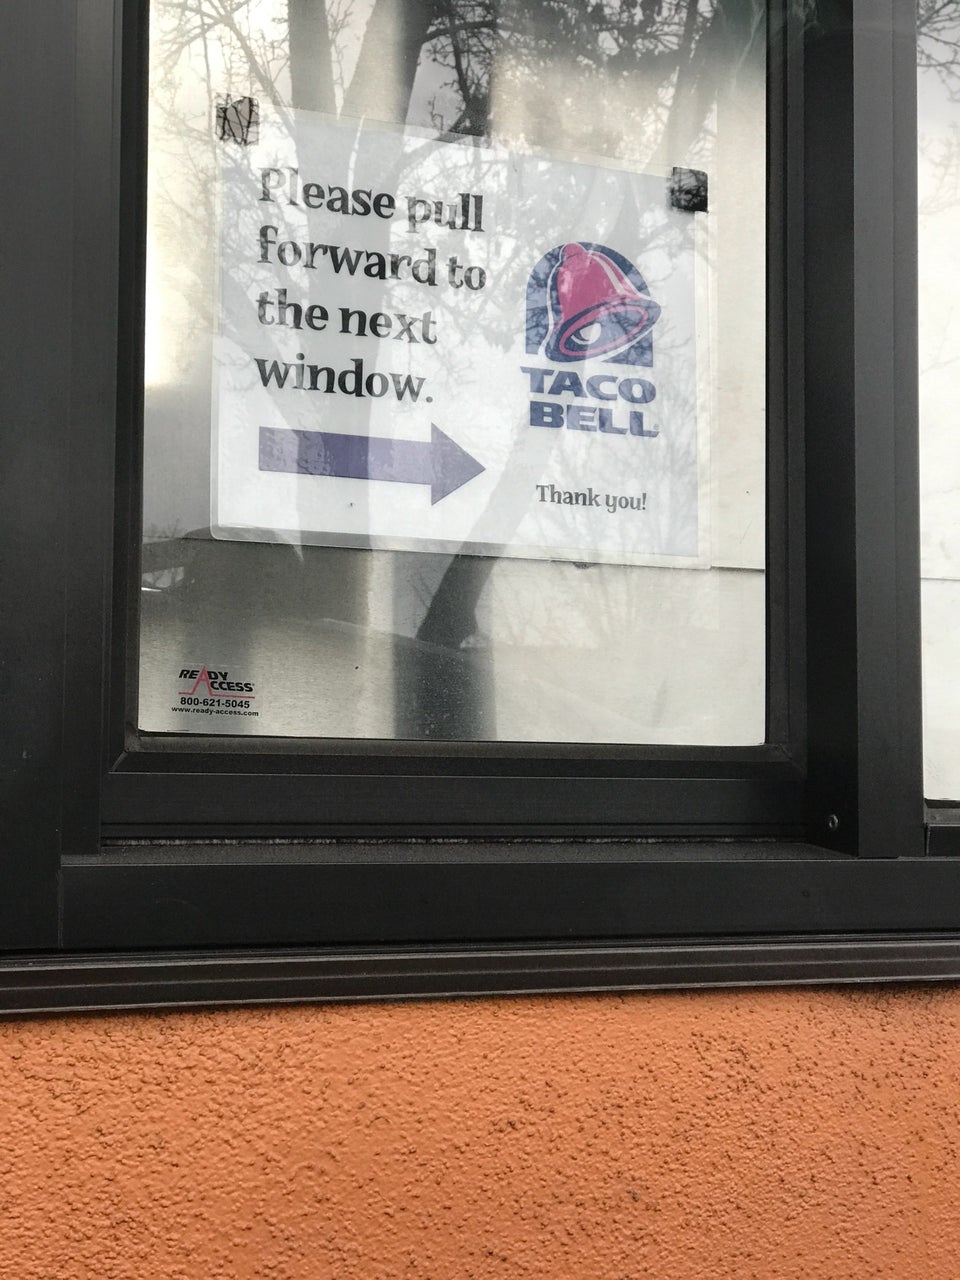 Please pull
forward to
the next
window.
TACO
BELL
Thank you!
READY
ACCESS
800-621-5045
www.ready-access.com